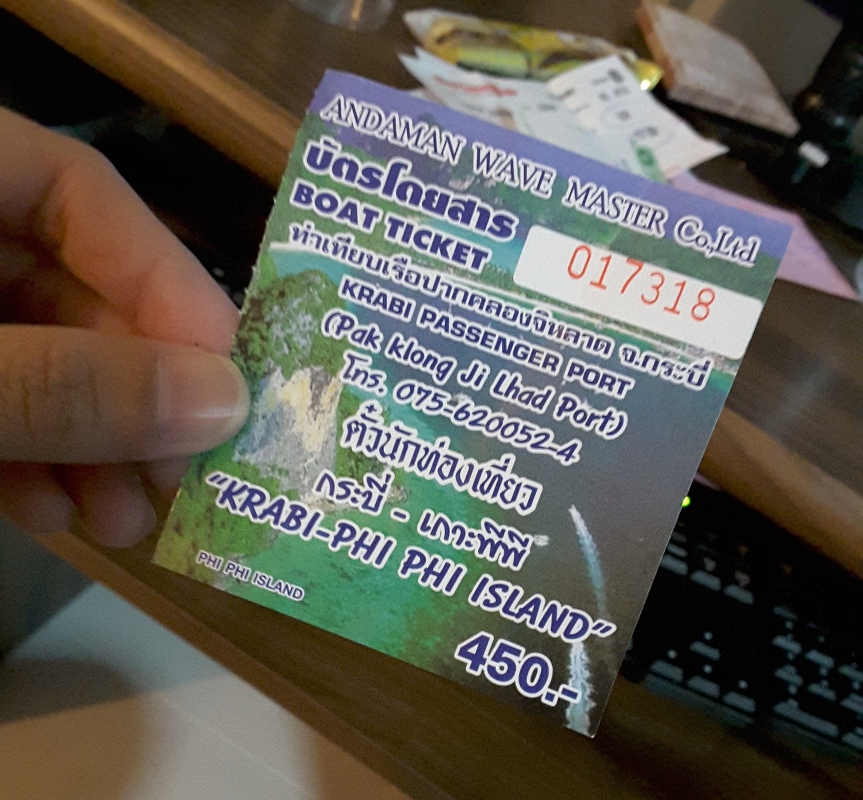 ANDAMAN WAVE MASTER Co,Ltd
บัตรโดยสาร
BOAT TICKET
017318
ท่าเทียบเรือปากคลองจิหลาด จ.กระบี่
KRABI PASSENGER PORT
(Pak Klong Ji Lhad Port)
โทร. 075-620052-4
ตั๋วนักท่องเที่ยว
กระบี่ - เกาะพีพี
"KRABI-PHI PHI ISLAND"
PHI PHI ISLAND
450.-